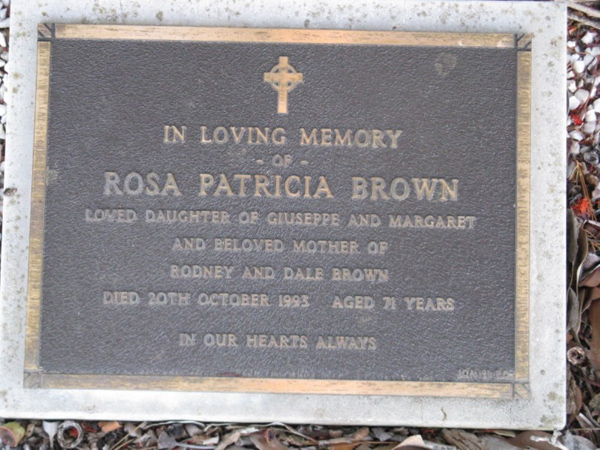 IN LOVING MEMORY
- OF -
ROSA PATRICIA BROWN
LOVED DAUGHTER OF GIUSEPPE AND MARGARET
AND BELOVED MOTHER OF
RODNEY AND DALE BROWN
DIED 20TH OCTOBER 1993 AGED 71 YEARS
IN OUR HEARTS ALWAYS